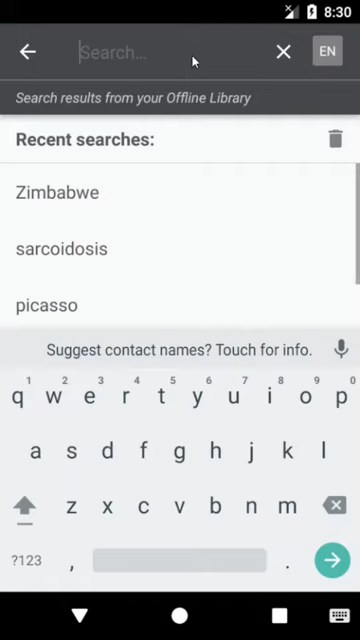 8:30
Search...
EN
Search results from your Offline Library
Recent searches:
Zimbabwe
sarcoidosis
picasso
Suggest contact names? Touch for info.
1 2 3 4 5 6 7 8 9 0
q w e r t y u i o p
a s d f g h j k l
z x c v b n m
?123 , .